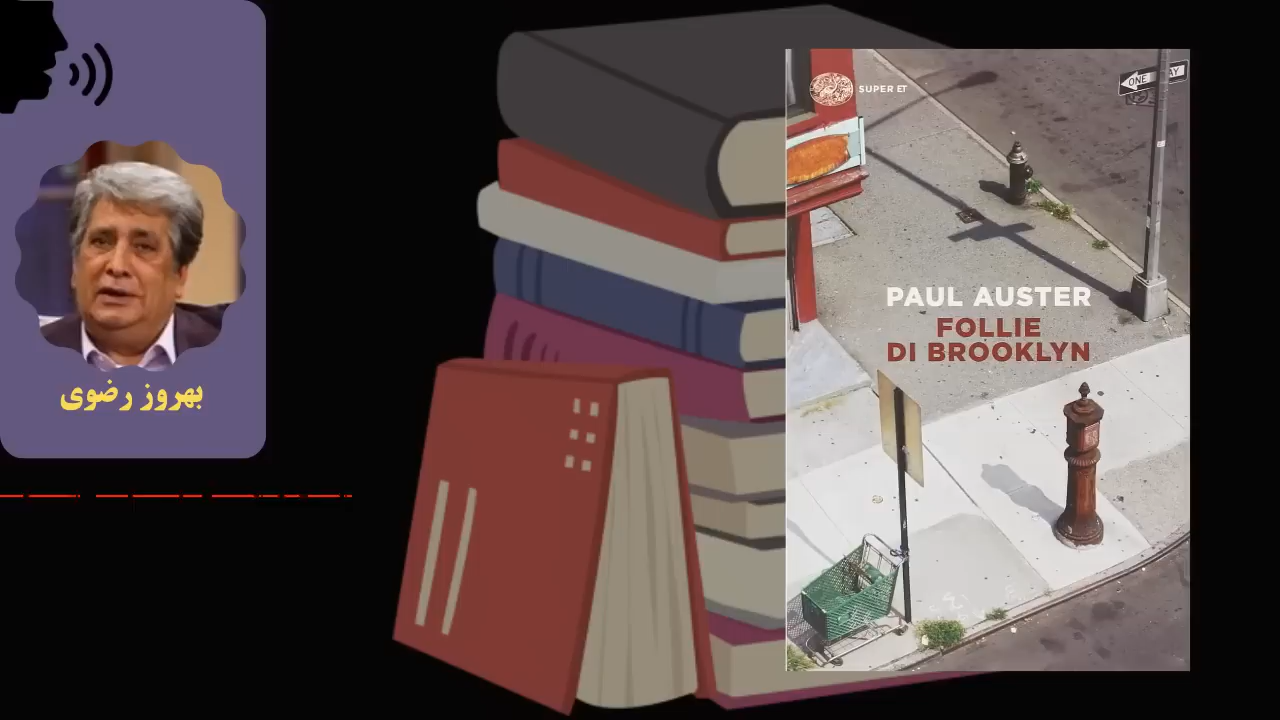 بهروز رضوی
SUPER ET
ONE WAY
PAUL AUSTER
FOLLIE
DI BROOKLYN